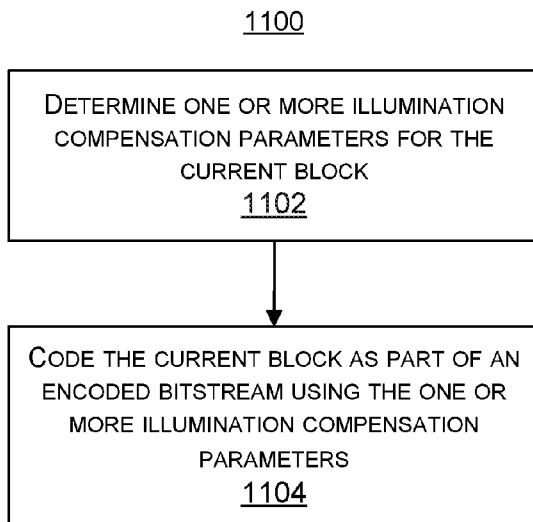 1100
DETERMINE ONE OR MORE ILLUMINATION
COMPENSATION PARAMETERS FOR THE
CURRENT BLOCK
1102
CODE THE CURRENT BLOCK AS PART OF AN
ENCODED BITSTREAM USING THE ONE OR
MORE ILLUMINATION COMPENSATION
PARAMETERS
1104